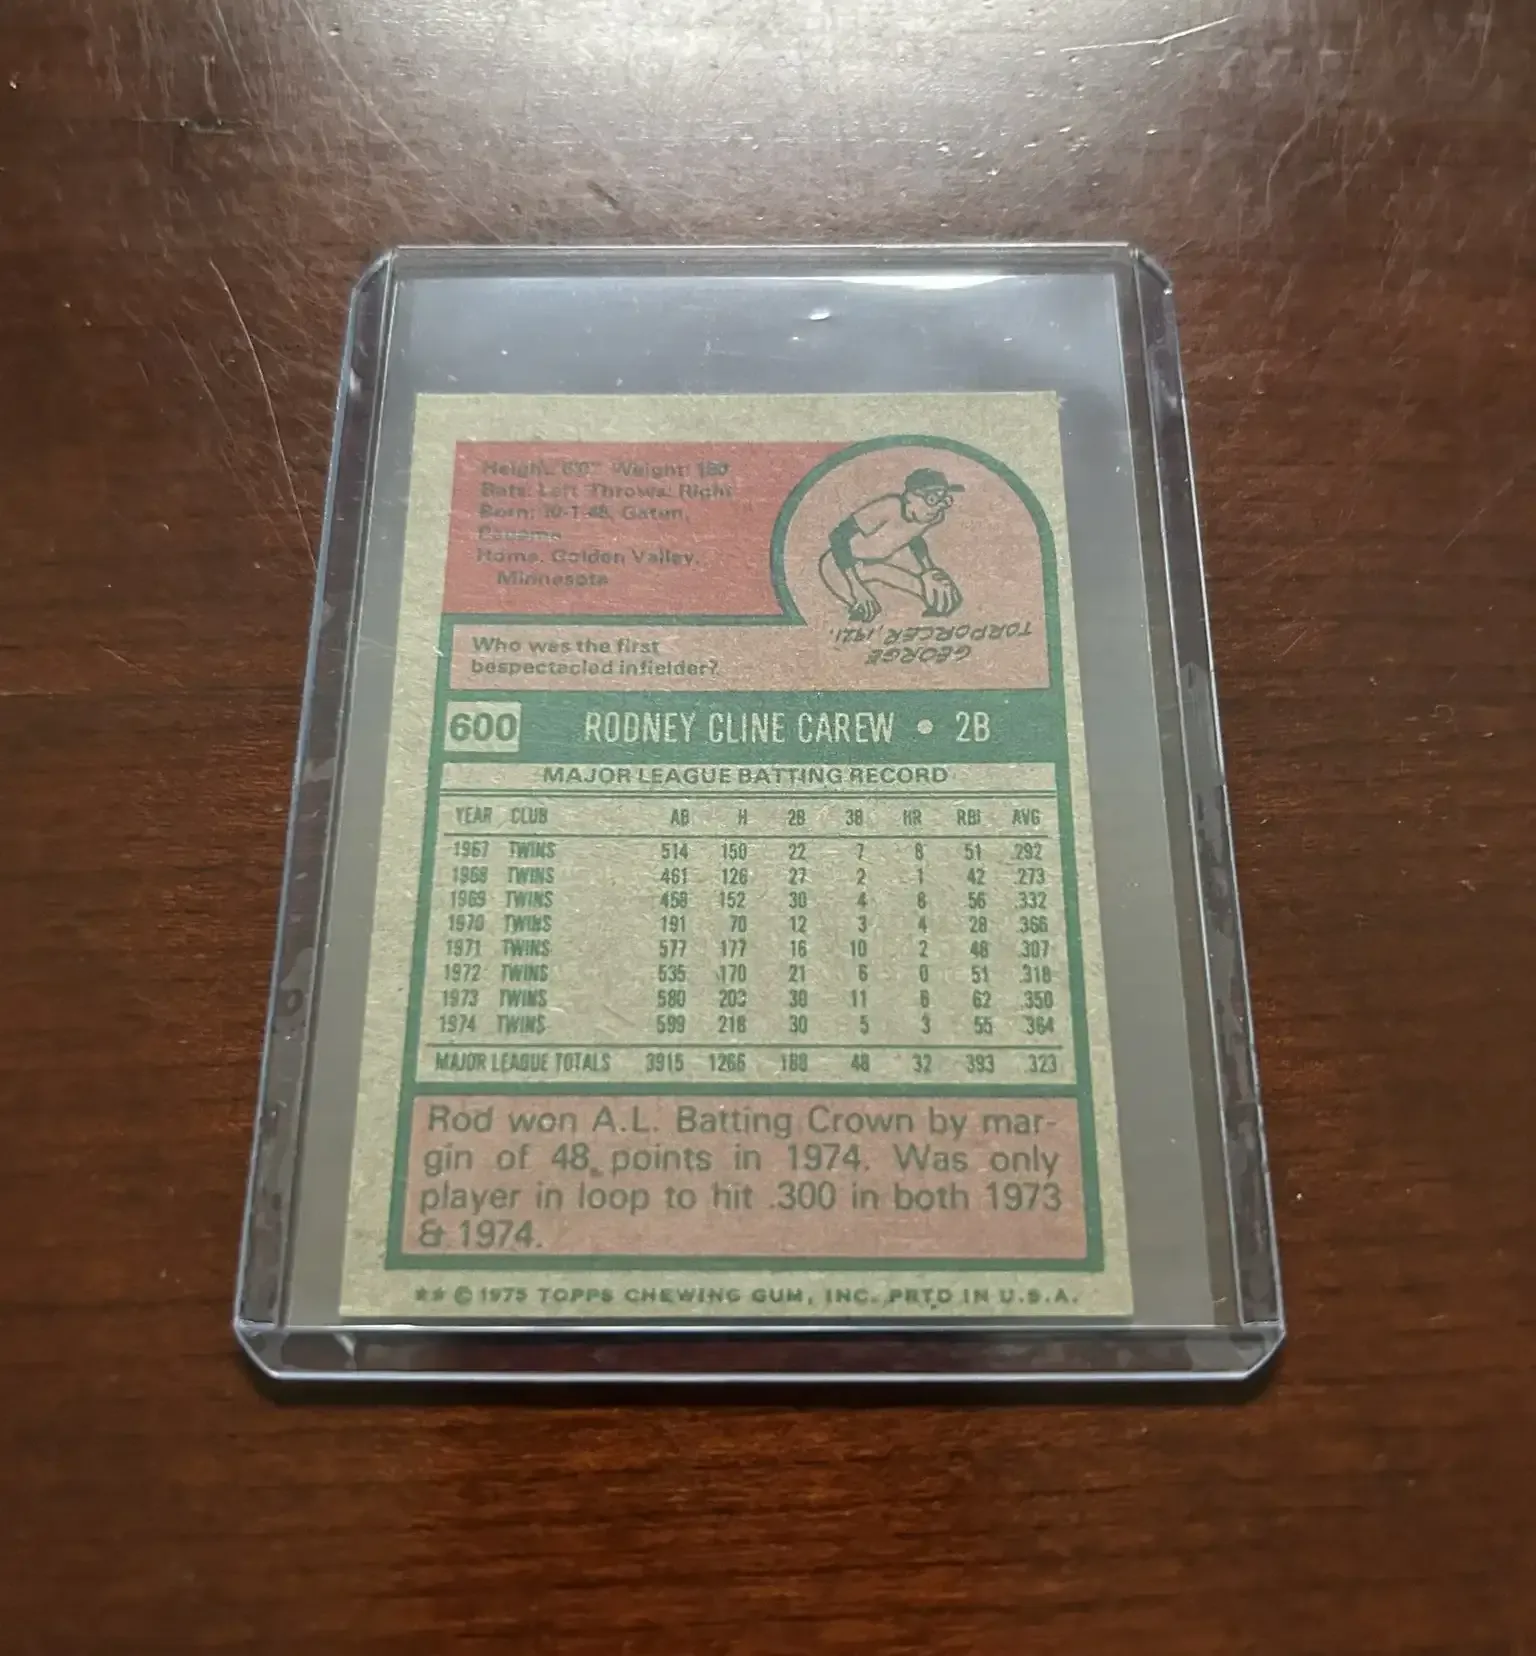 Height: 6'0" Weight: 180
Bats: Left Throws: Right
Born: 10-1-45, Gatun,
Panama
Home: Golden Valley,
Minnesota
GEORGE
TORPORCER, 1921.
Who was the first
bespectacled infielder?
600 RODNEY CLINE CAREW • 2B
MAJOR LEAGUE BATTING RECORD
YEAR CLUB AB H 2B 3B HR RBI AVG
1967 TWINS 514 150 22 7 8 51 .292
1968 TWINS 461 126 27 2 1 42 .273
1969 TWINS 458 152 30 4 8 56 .332
1970 TWINS 191 70 12 3 4 28 .366
1971 TWINS 577 177 16 10 2 48 .307
1972 TWINS 535 170 21 6 0 51 .318
1973 TWINS 580 203 30 11 6 62 .350
1974 TWINS 599 218 30 5 3 55 .364
MAJOR LEAGUE TOTALS 3915 1266 188 48 32 393 .323
Rod won A.L. Batting Crown by mar-
gin of 48 points in 1974. Was only
player in loop to hit .300 in both 1973
& 1974.
** © 1975 TOPPS CHEWING GUM, INC. PRTD IN U.S.A.